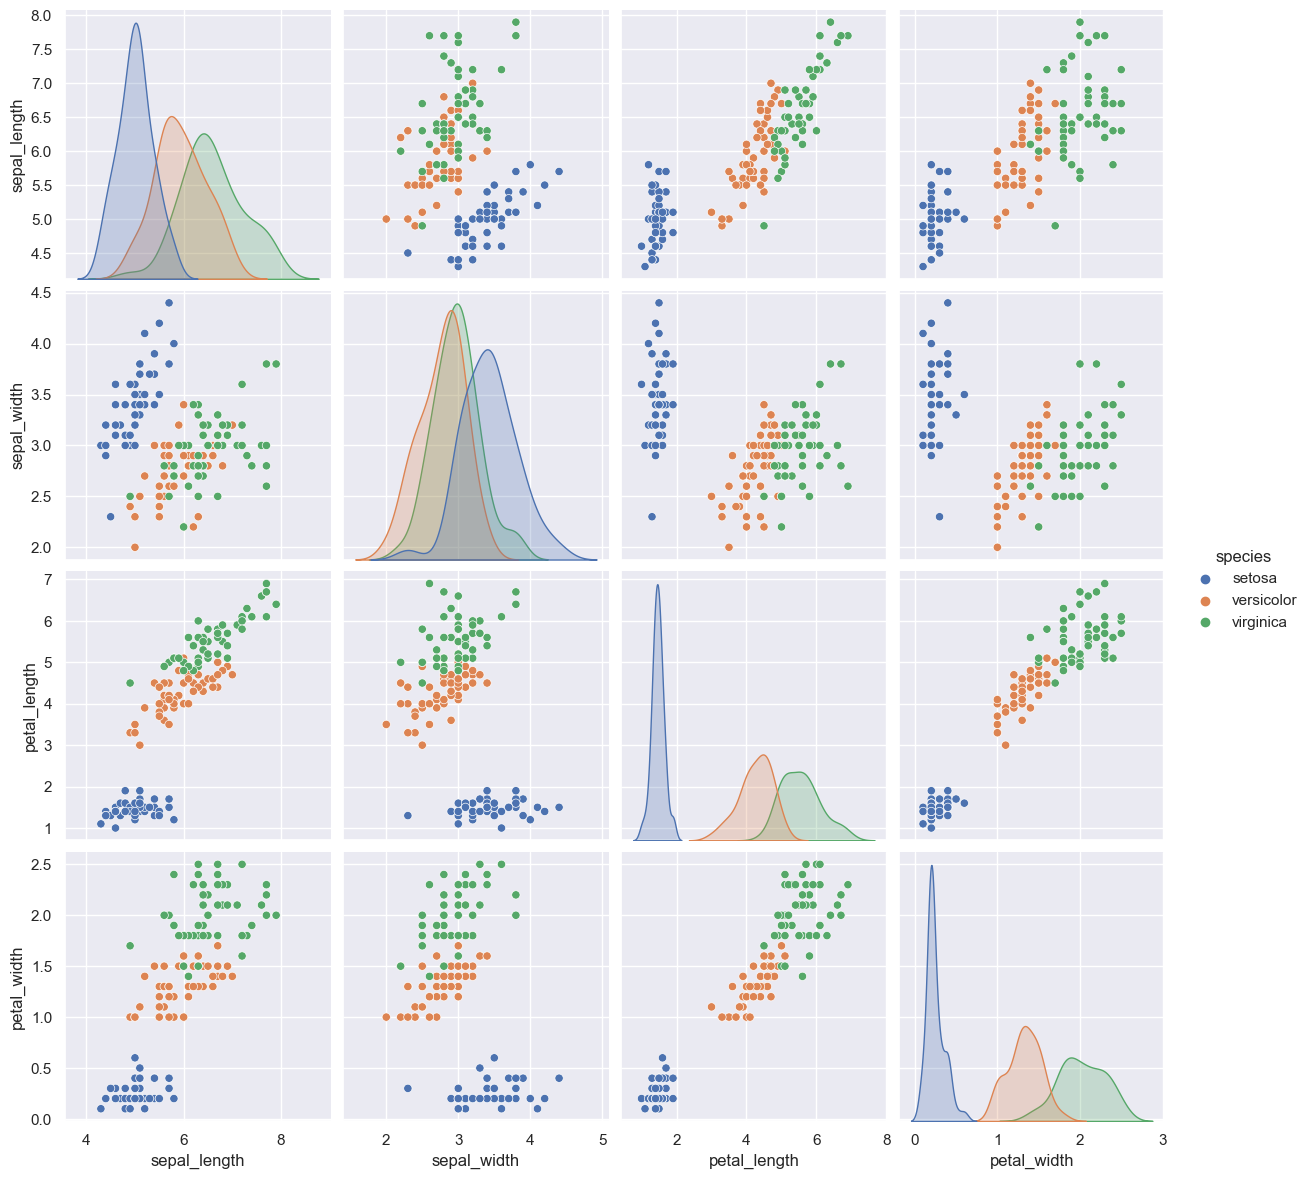 8.0
7.5
7.0
6.5
6.0
5.5
5.0
4.5
sepal_length
4.5
4.0
3.5
3.0
2.5
2.0
sepal_width
species
setosa
versicolor
virginica
7
6
5
4
3
2
1
petal_length
2.5
2.0
1.5
1.0
0.5
0.0
petal_width
4 6 8
2 3 4 5
2 4 6 8
0 1 2 3
sepal_length
sepal_width
petal_length
petal_width